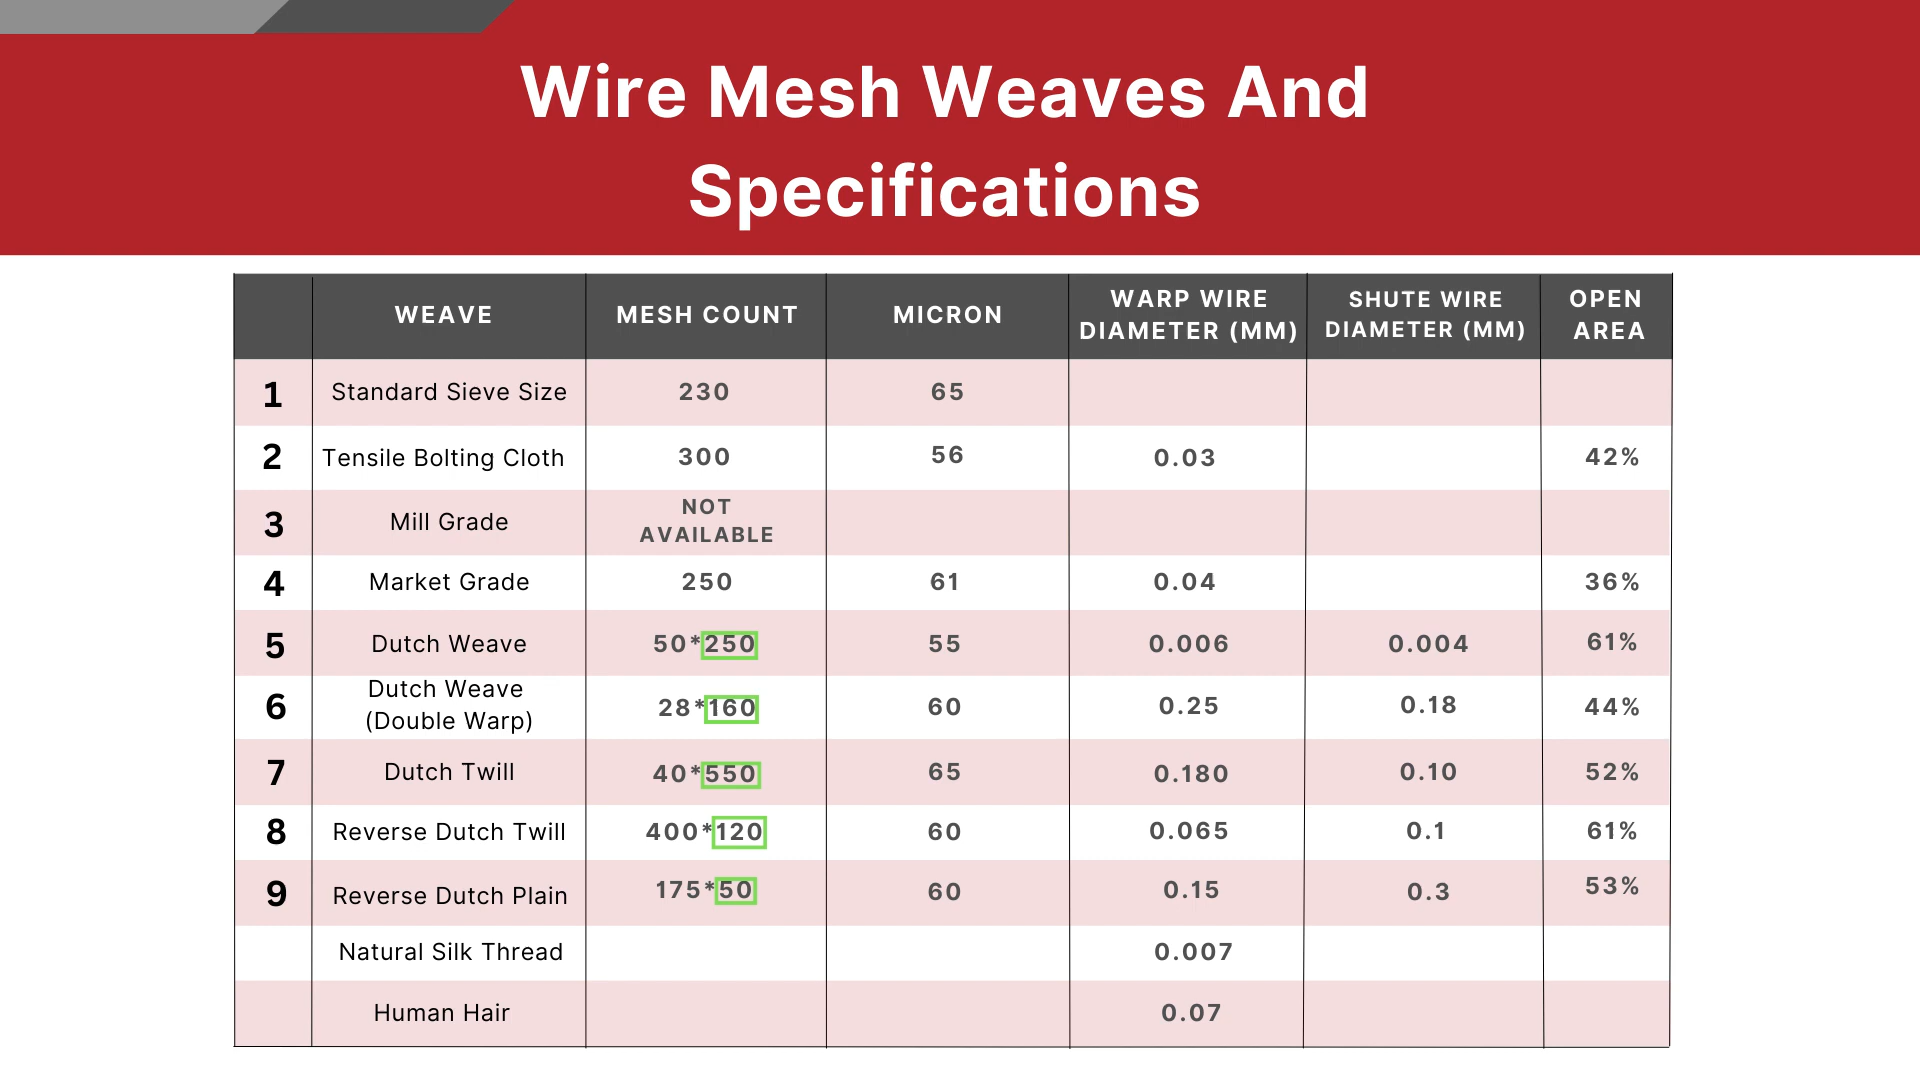 Wire Mesh Weaves And
Specifications
WEAVE MESH COUNT MICRON WARP WIRE DIAMETER (MM) SHUTE WIRE DIAMETER (MM) OPEN AREA
1 Standard Sieve Size 230 65
2 Tensile Bolting Cloth 300 56 0.03 42%
3 Mill Grade NOT AVAILABLE
4 Market Grade 250 61 0.04 36%
5 Dutch Weave 50*250 55 0.006 0.004 61%
6 Dutch Weave (Double Warp) 28*160 60 0.25 0.18 44%
7 Dutch Twill 40*550 65 0.180 0.10 52%
8 Reverse Dutch Twill 400*120 60 0.065 0.1 61%
9 Reverse Dutch Plain 175*50 60 0.15 0.3 53%
Natural Silk Thread 0.007
Human Hair 0.07